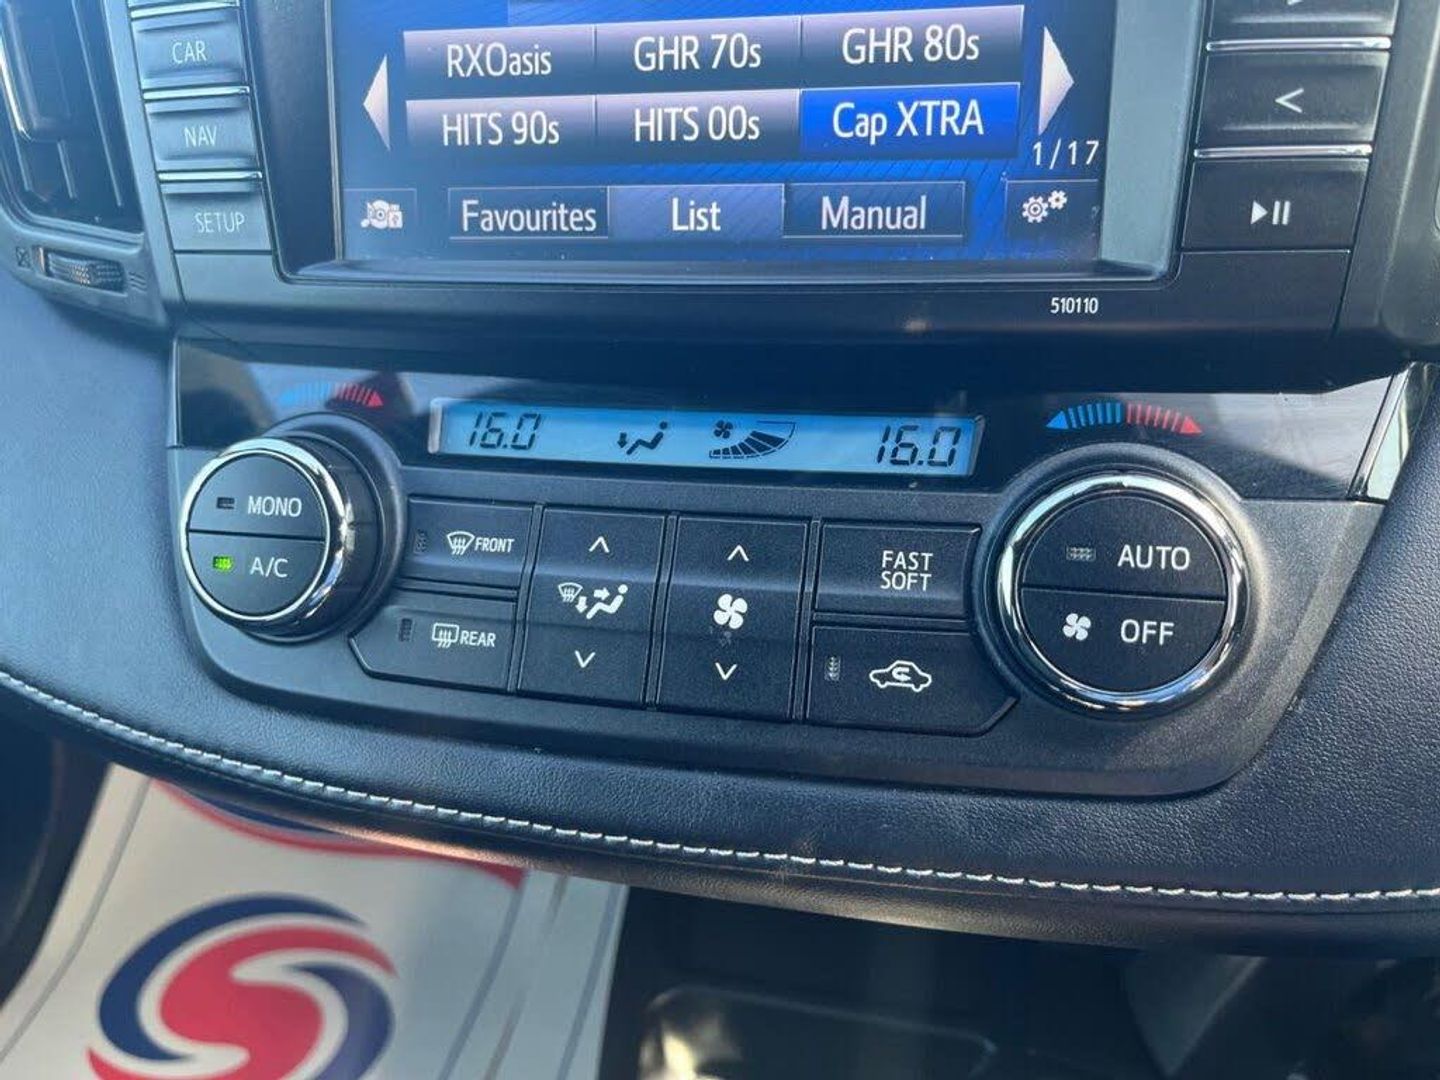 CAR
NAV
SETUP
RXOasis GHR 70s GHR 80s
HITS 90s HITS 00s Cap XTRA
1/17
Favourites List Manual
510110
16.0 16.0
MONO
A/C
FRONT
REAR
FAST
SOFT
AUTO
OFF